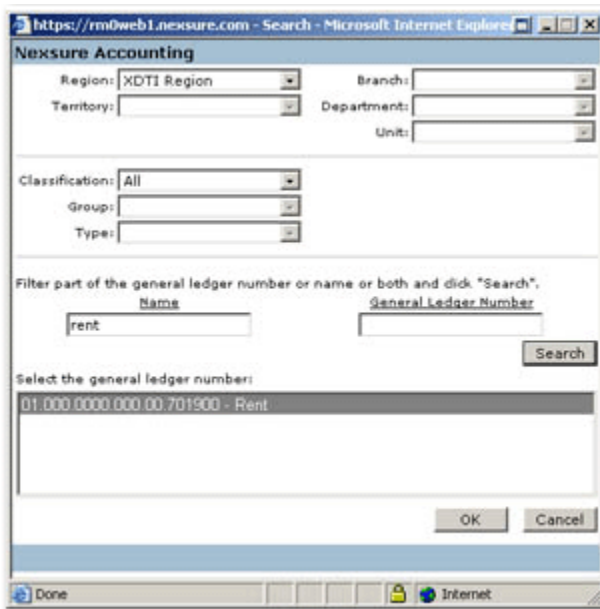 https://rm0web1.nexsure.com - Search - Microsoft Internet Explorer
Nexsure Accounting
Region: XDTI Region Branch:
Territory: Department:
Unit:
Classification: All
Group:
Type:
Filter part of the general ledger number or name or both and click "Search".
Name General Ledger Number
rent
Search
Select the general ledger number:
01.000.0000.000.00.701900 - Rent
OK Cancel
Done Internet